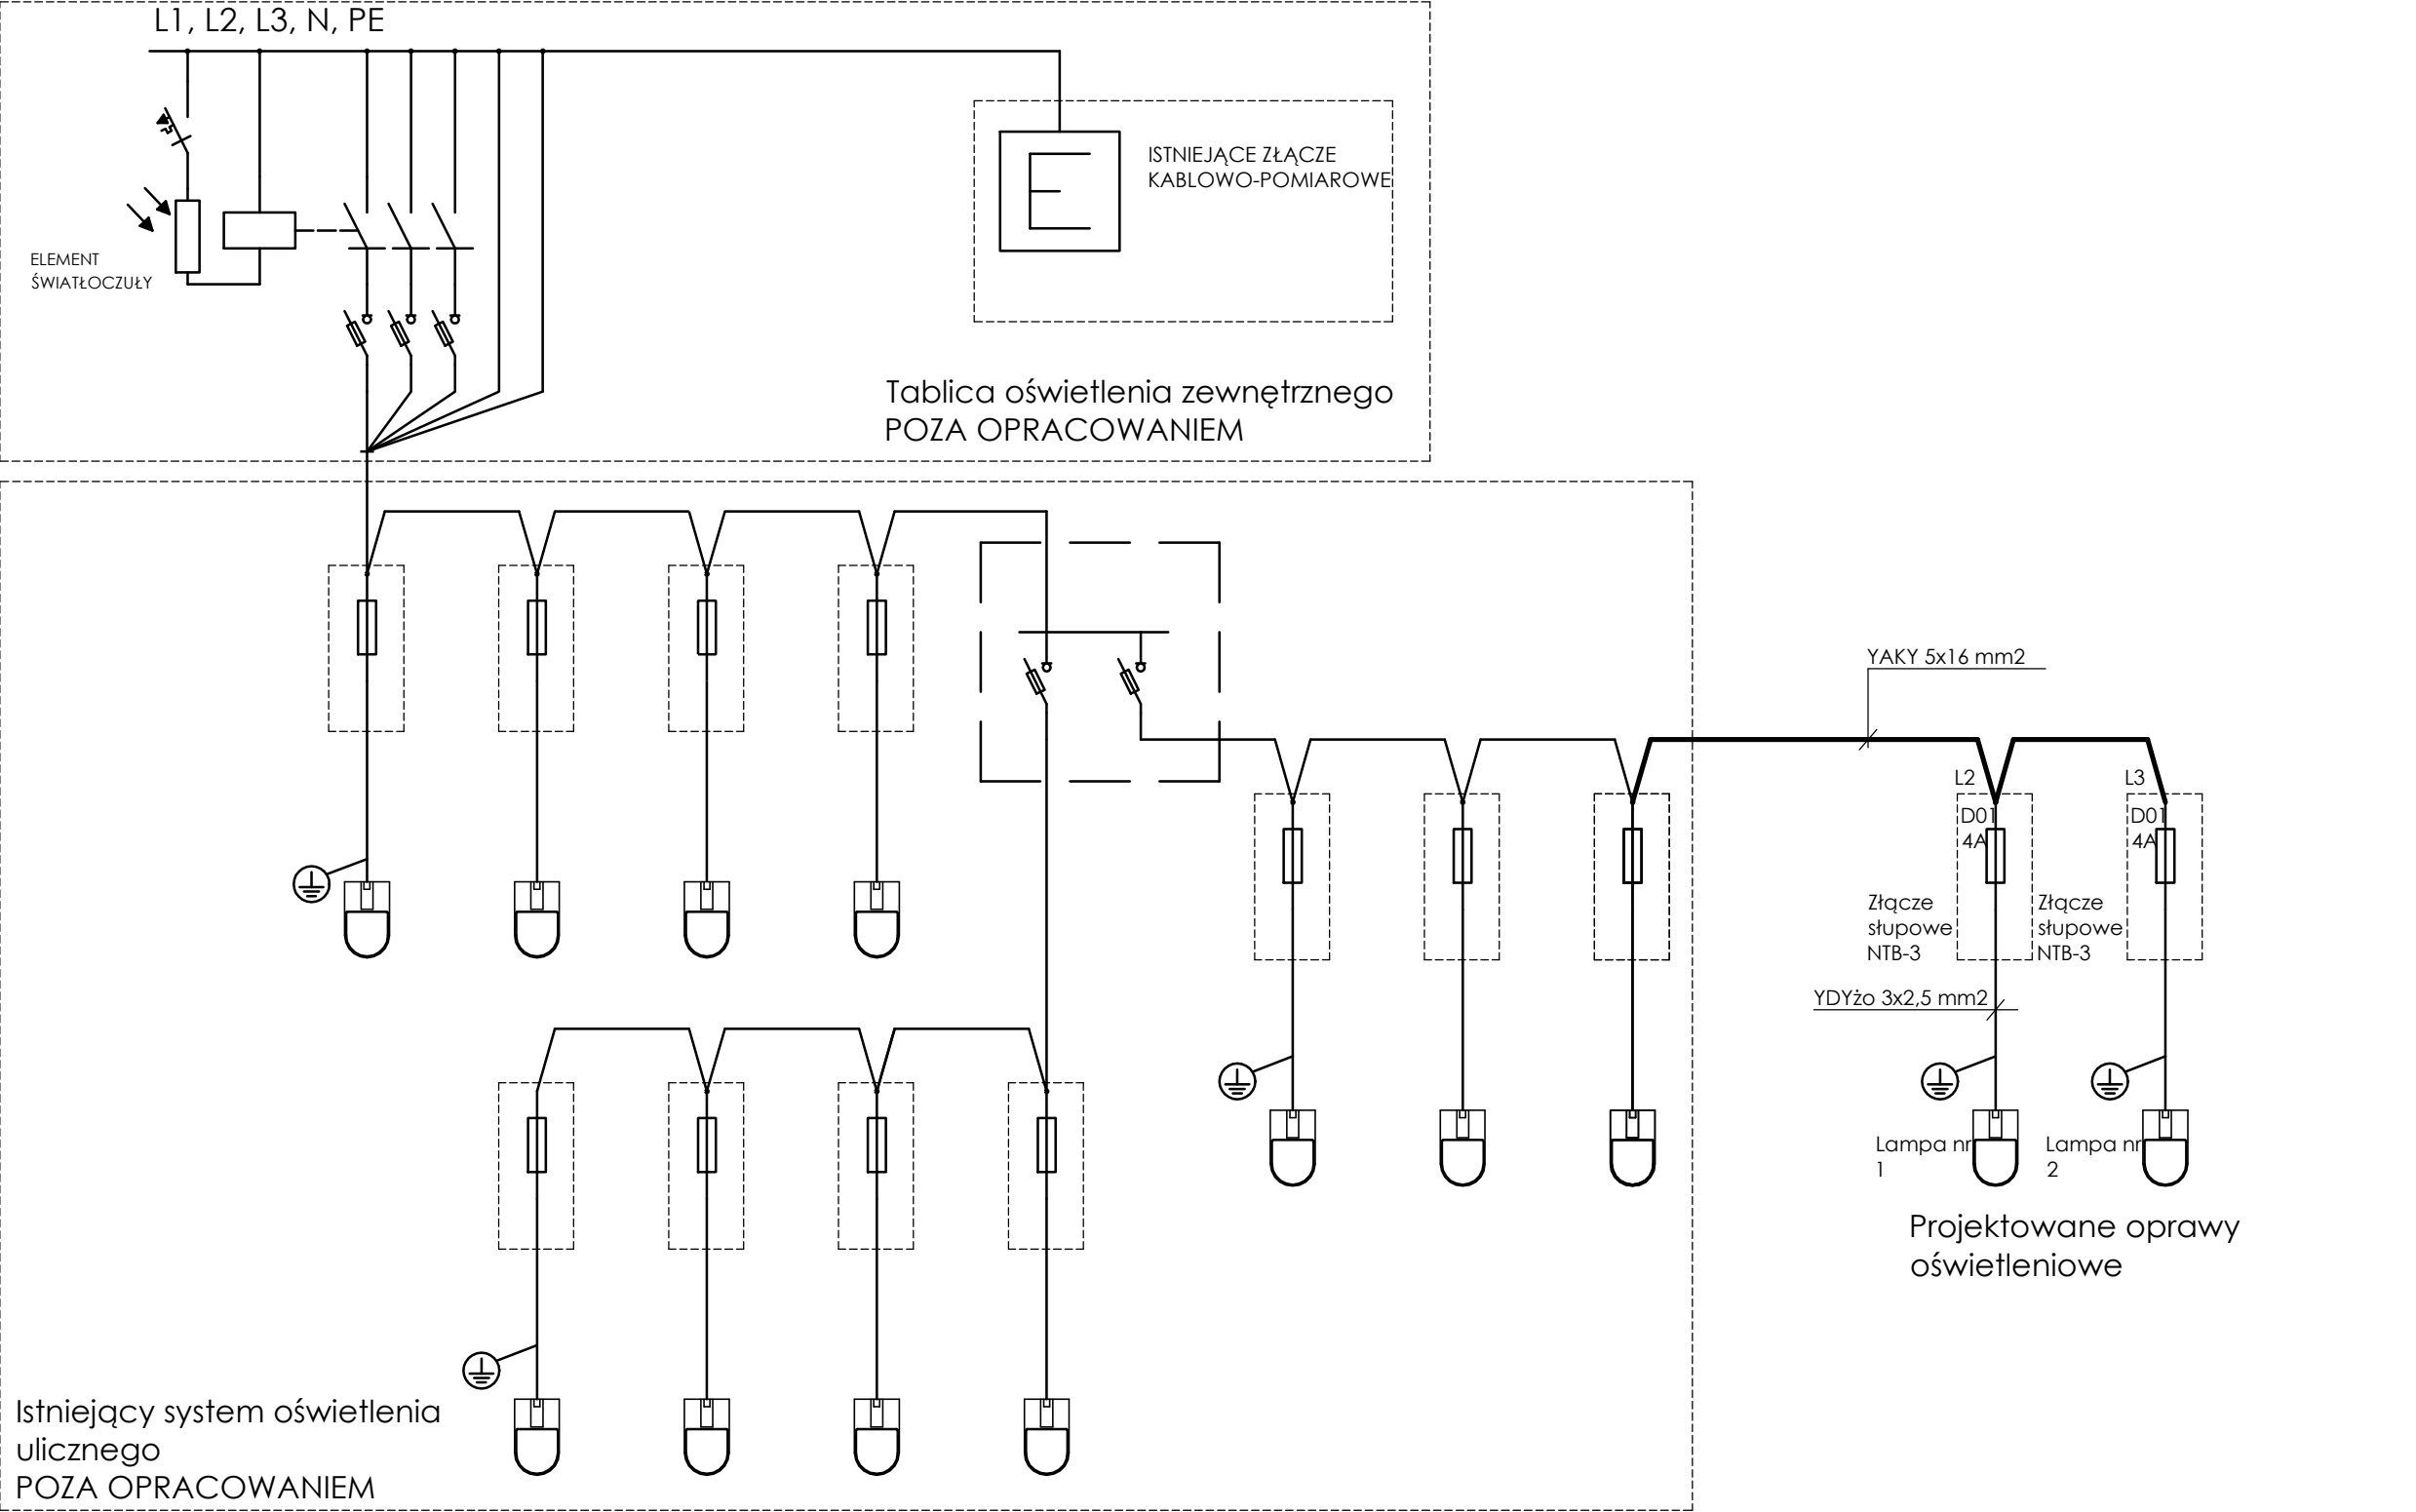 L1, L2, L3, N, PE
ELEMENT
ŚWIATŁOCZUŁY
ISTNIEJĄCE ZŁĄCZE
KABLOWO-POMIAROWE
Tablica oświetlenia zewnętrznego
POZA OPRACOWANIEM
YAKY 5x16 mm2
L2
L3
D01
4A
D01
4A
Złącze
słupowe
NTB-3
Złącze
słupowe
NTB-3
YDYżo 3x2,5 mm2
Lampa nr
1
Lampa nr
2
Projektowane oprawy
oświetleniowe
Istniejący system oświetlenia
ulicznego
POZA OPRACOWANIEM